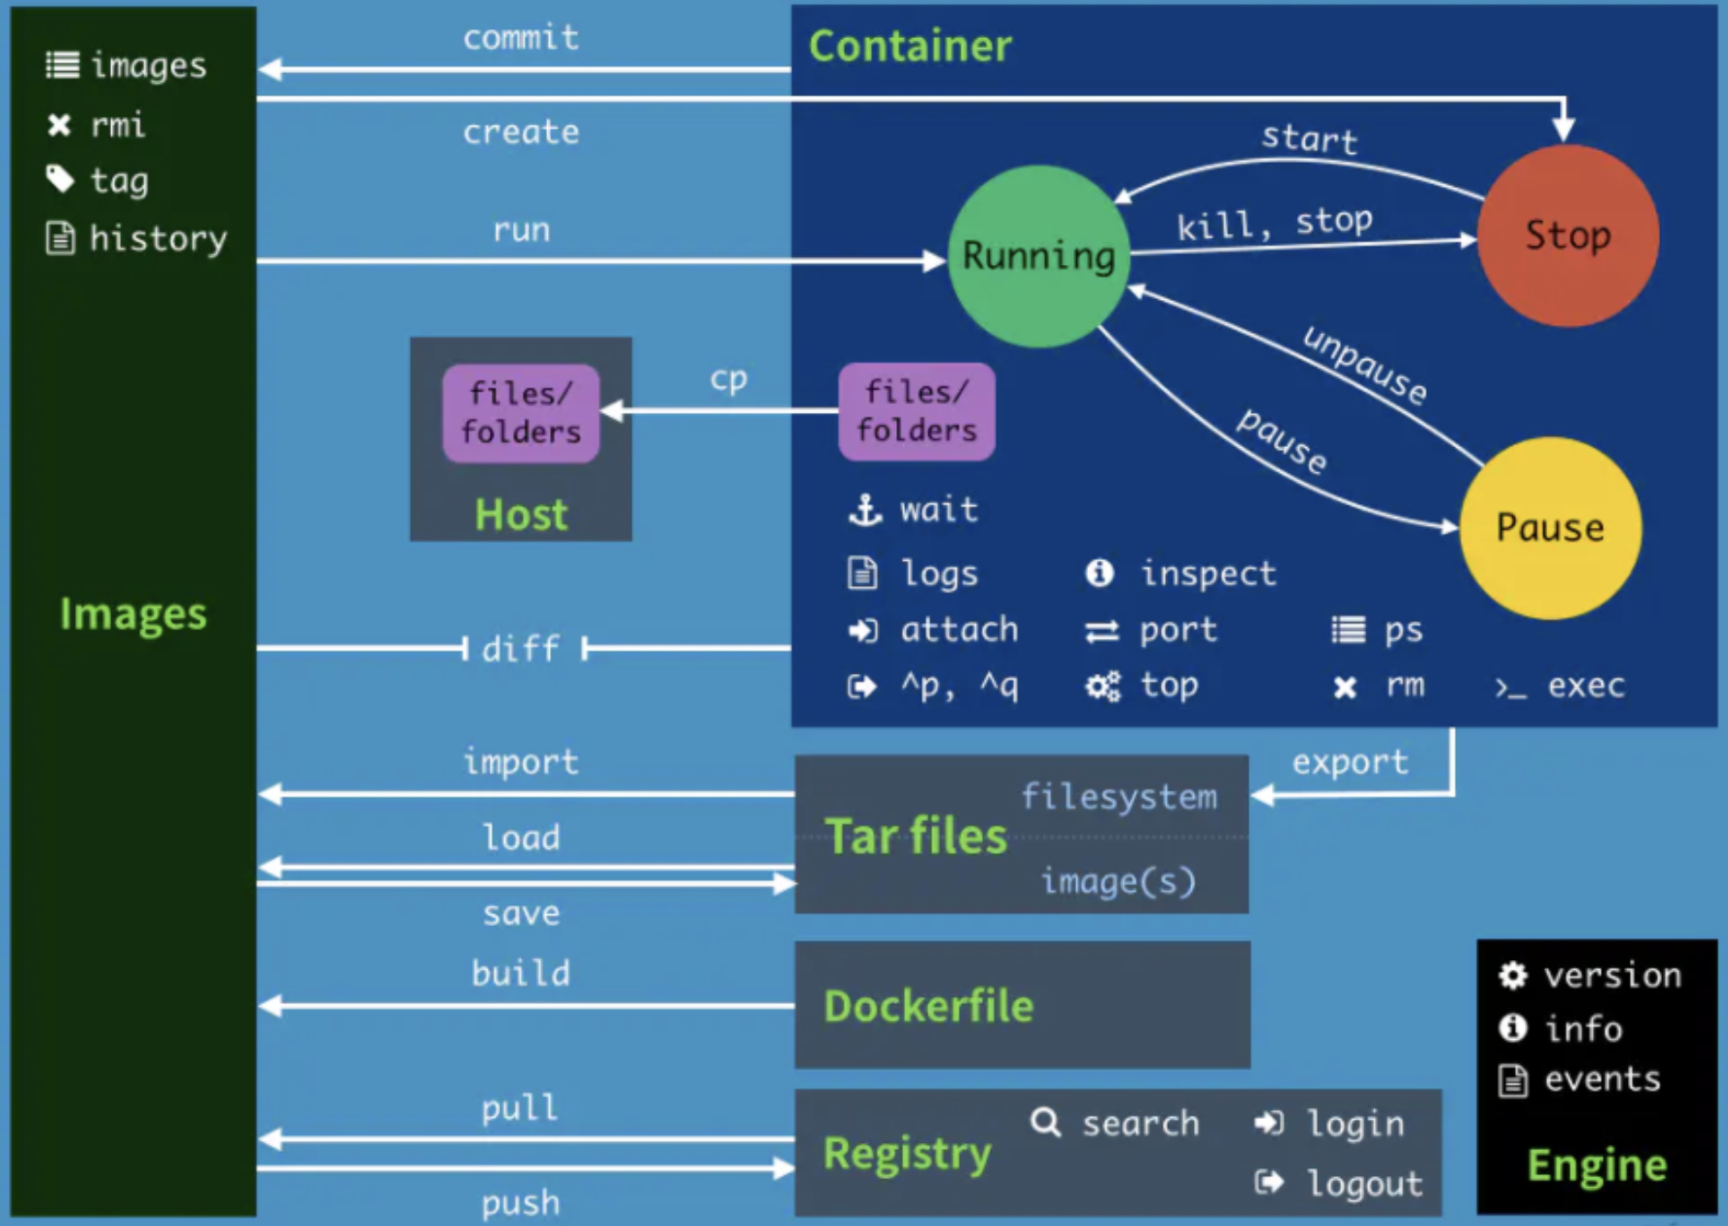 images
rmi
tag
history
Images
commit
create
run
cp
files/
folders
Host
diff
import
load
save
build
pull
push
Container
start
kill, stop
Running
Stop
unpause
pause
Pause
files/
folders
wait
logs
inspect
attach
port
ps
^p, ^q
top
rm
>_ exec
export
Tar files
filesystem
image(s)
Dockerfile
Registry
search
login
logout
version
info
events
Engine